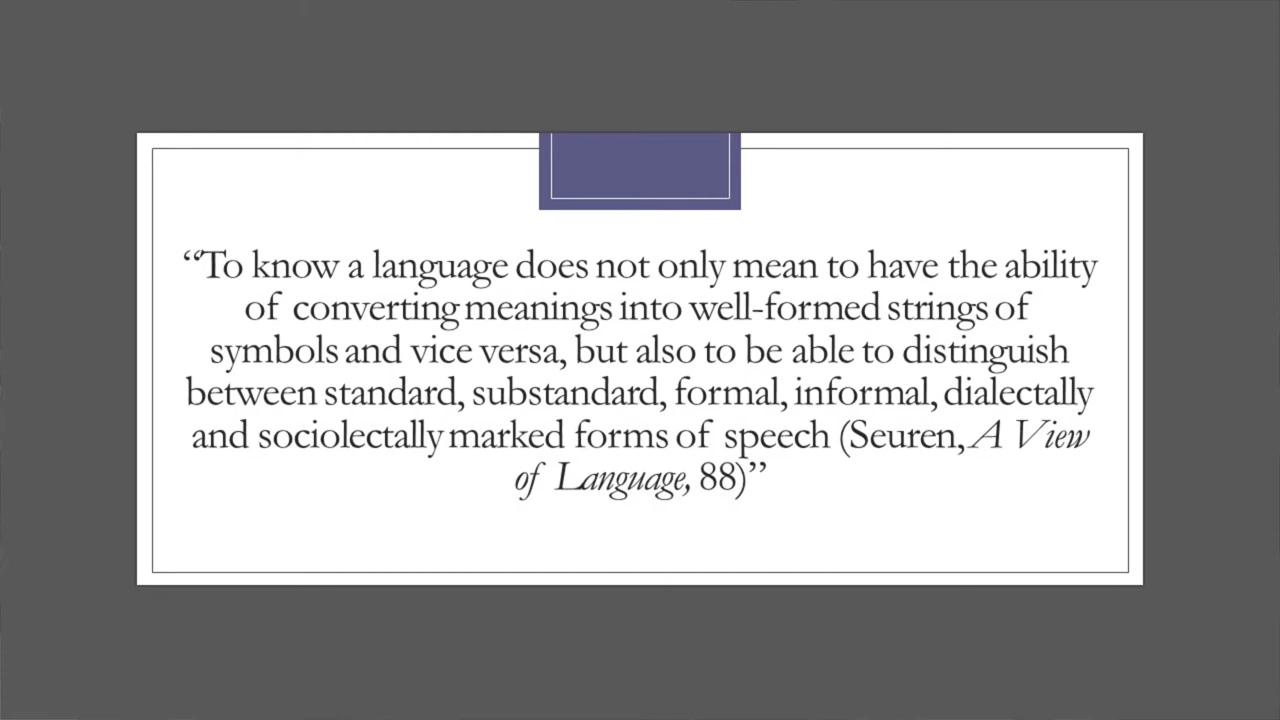 “To know a language does not only mean to have the ability
of converting meanings into well-formed strings of
symbols and vice versa, but also to be able to distinguish
between standard, substandard, formal, informal, dialectally
and sociolectally marked forms of speech (Seuren, A View
of Language, 88)”